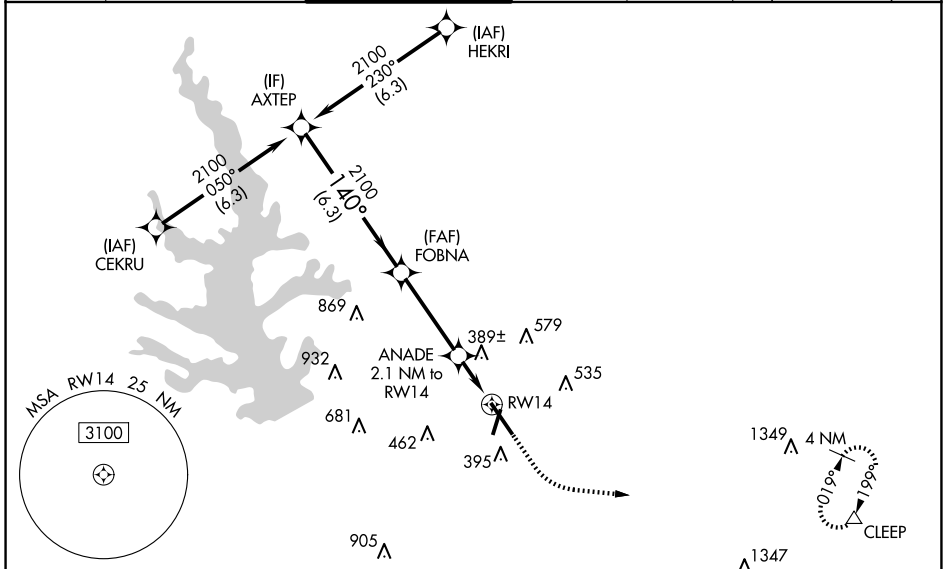 (IAF)
HEKRI
2100
230°
(6.3)
(IF)
AXTEP
2100
050°
(6.3)
2100
140°
(6.3)
(IAF)
CEKRU
(FAF)
FOBNA
869
389±
579
932
ANADE
2.1 NM to
RW14
535
RW14
681
462
395
MSA RW14 25 NM
3100
1349
4 NM
019°
199°
CLEEP
905
1347